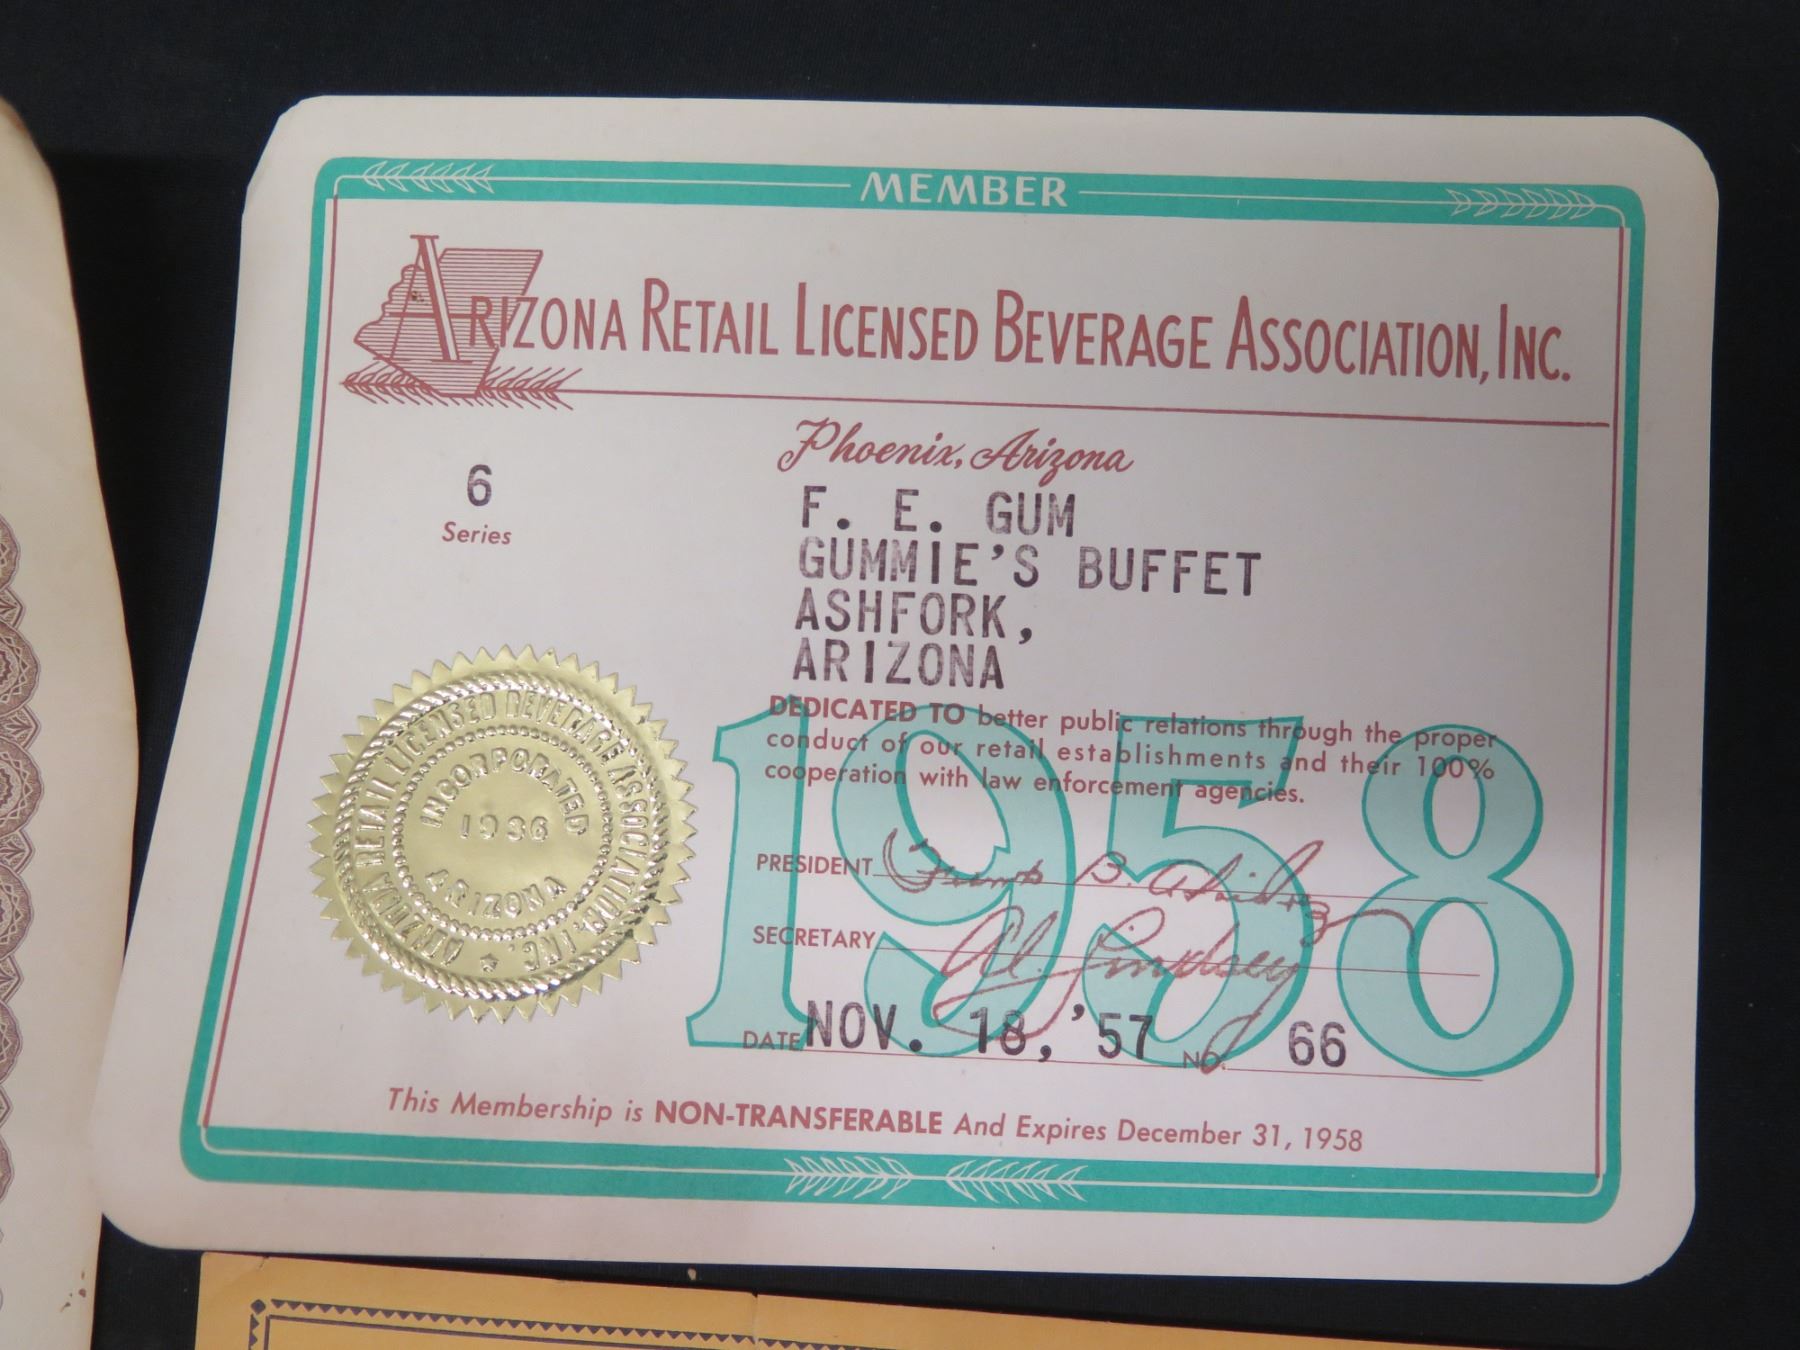 MEMBER
ARIZONA RETAIL LICENSED BEVERAGE ASSOCIATION, INC.
Phoenix, Arizona
6
Series
F. E. GUM
GUMMIE'S BUFFET
ASHFORK,
ARIZONA
1958
DEDICATED TO better public relations through the proper
conduct of our retail establishments and their 100%
cooperation with law enforcement agencies.
ARIZONA RETAIL LICENSED BEVERAGE ASSOCIATION, INC.
INCORPORATED
1936
ARIZONA
PRESIDENT Frank B.
SECRETARY Al Lindsey
DATE NOV. 18, '57 NO. 66
This Membership is NON-TRANSFERABLE And Expires December 31, 1958